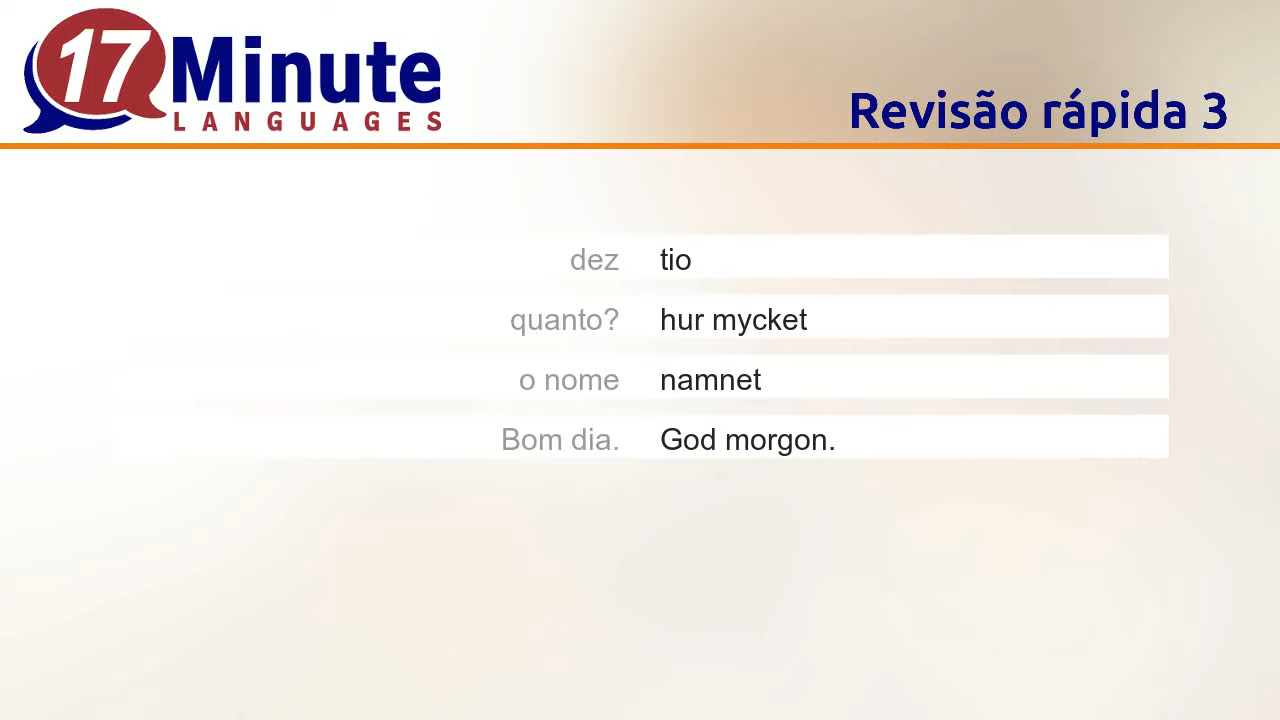 17 Minute
LANGUAGES
Revisão rápida 3
dez tio
quanto? hur mycket
o nome namnet
Bom dia. God morgon.